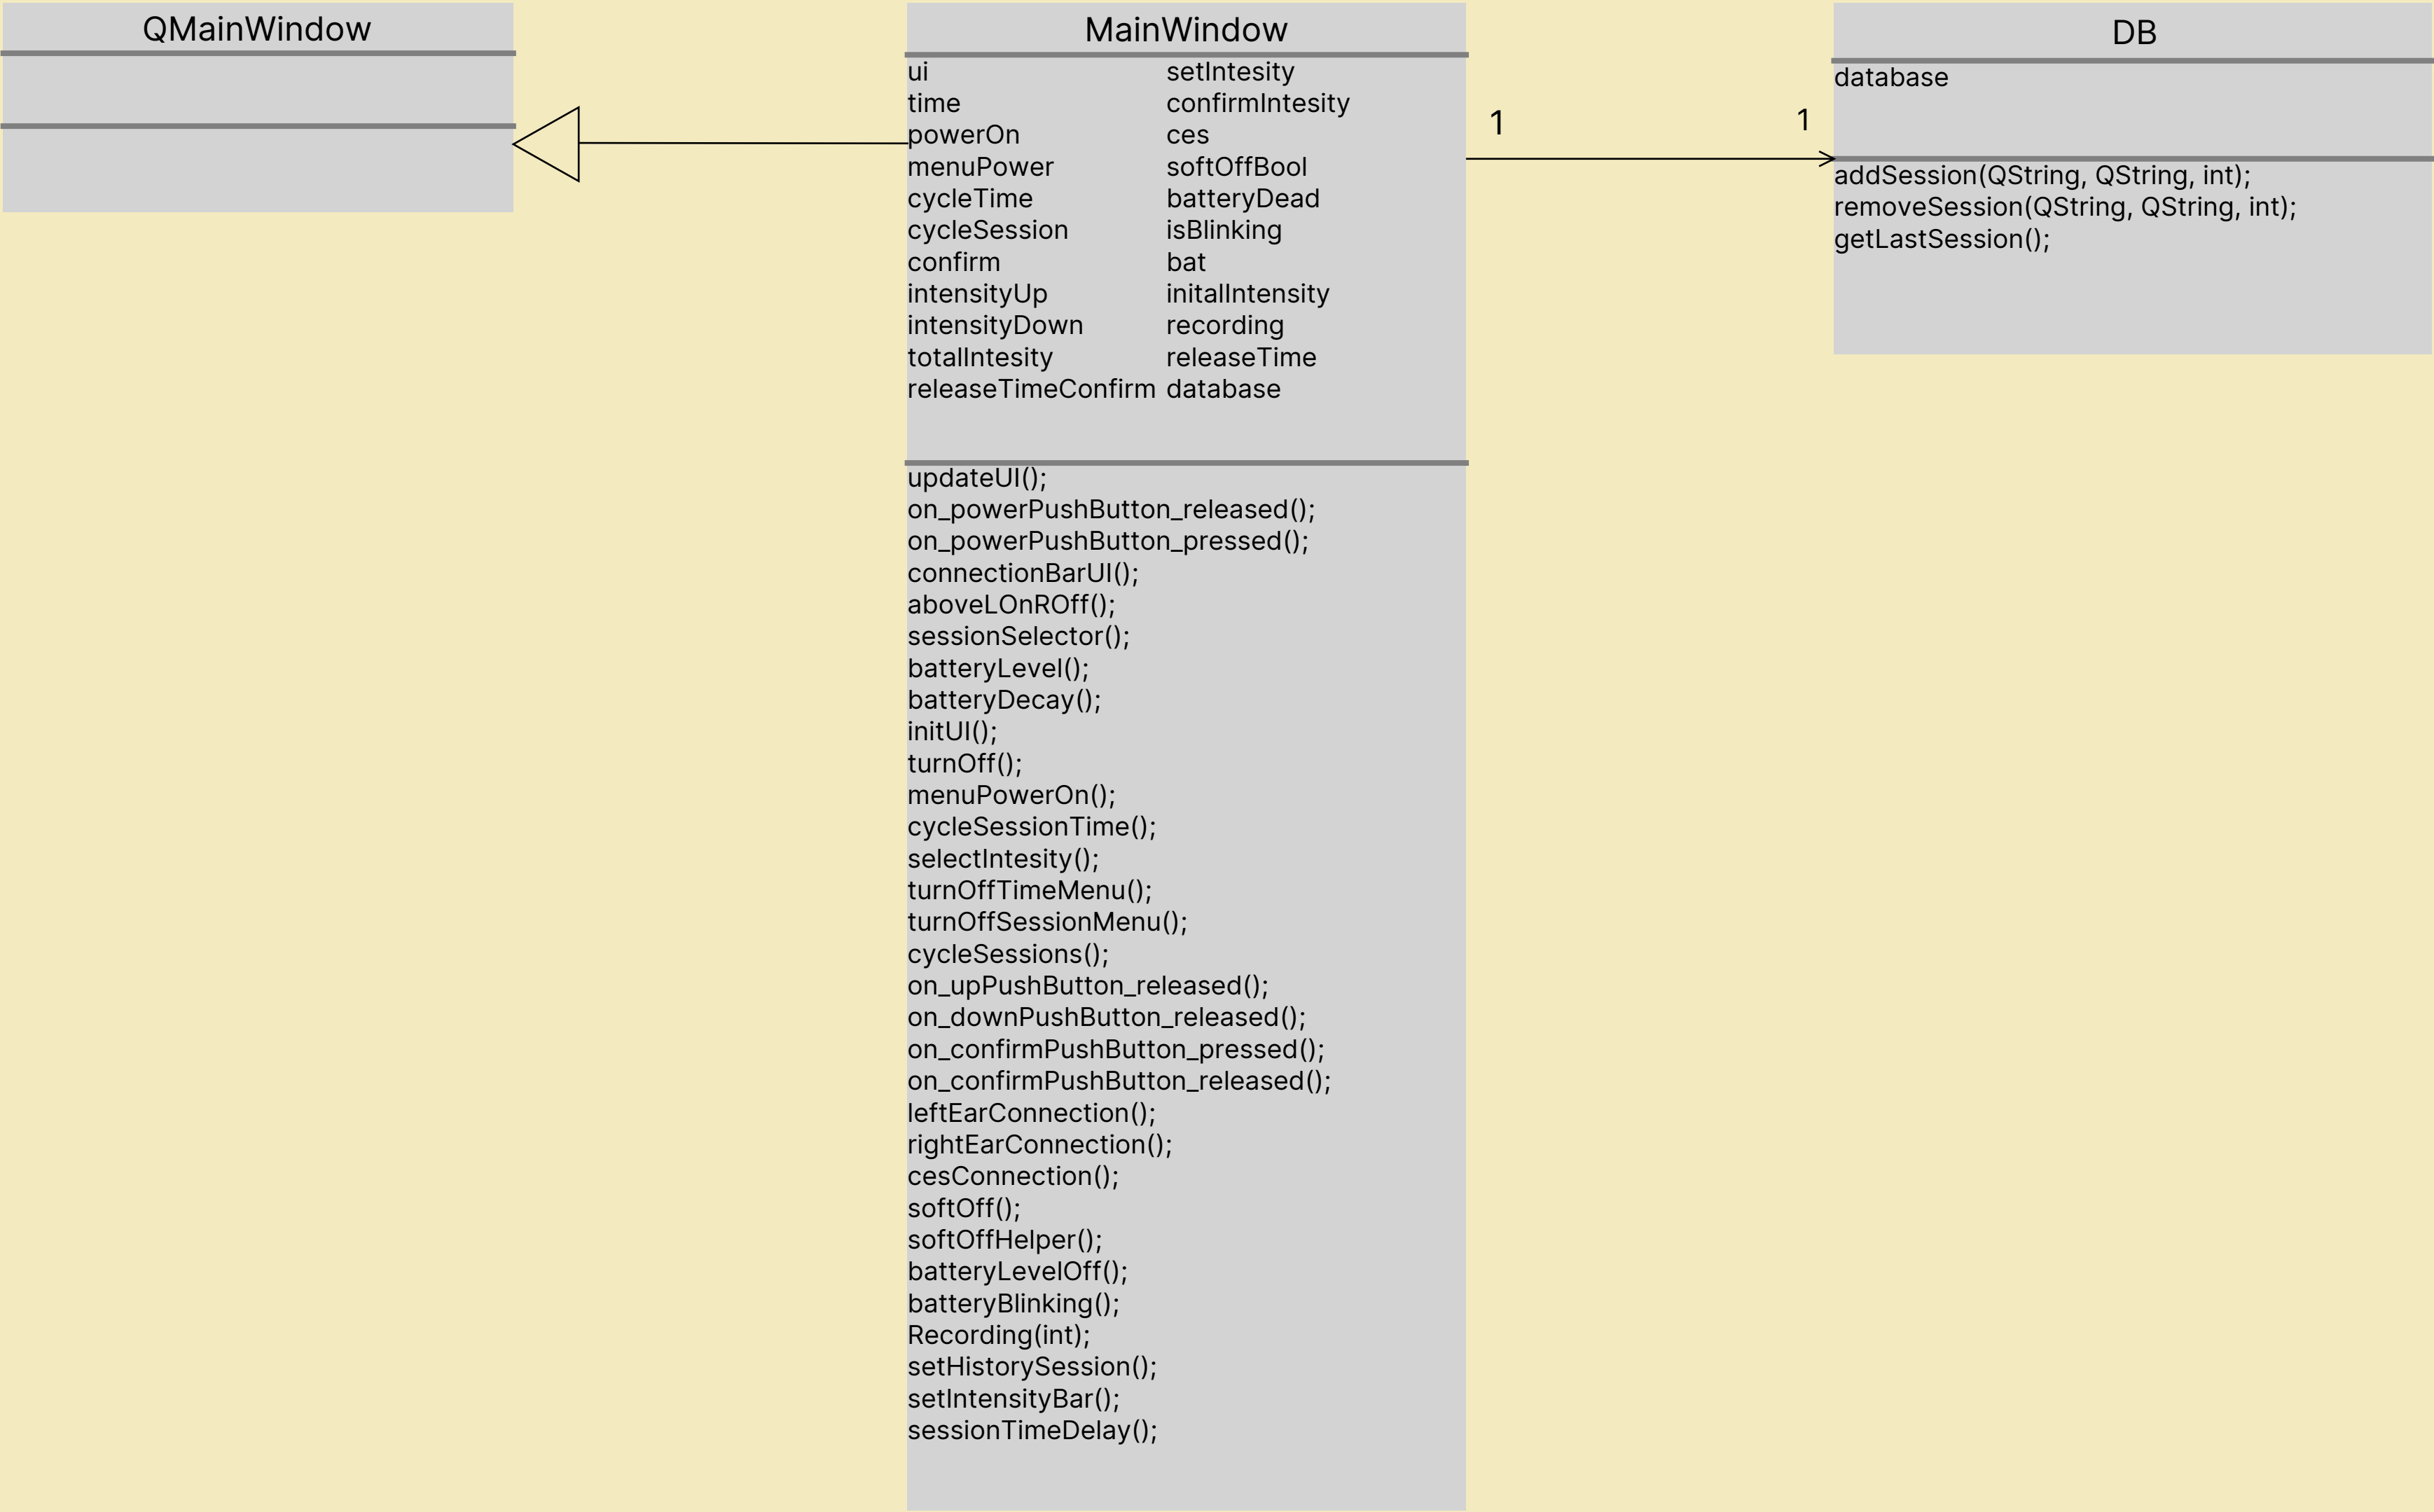 QMainWindow
MainWindow
ui
time
powerOn
menuPower
cycleTime
cycleSession
confirm
intensityUp
intensityDown
totalIntesity
releaseTimeConfirm
setIntesity
confirmIntesity
ces
softOffBool
batteryDead
isBlinking
bat
initalIntensity
recording
releaseTime
database
updateUI();
on_powerPushButton_released();
on_powerPushButton_pressed();
connectionBarUI();
aboveLOnROff();
sessionSelector();
batteryLevel();
batteryDecay();
initUI();
turnOff();
menuPowerOn();
cycleSessionTime();
selectIntesity();
turnOffTimeMenu();
turnOffSessionMenu();
cycleSessions();
on_upPushButton_released();
on_downPushButton_released();
on_confirmPushButton_pressed();
on_confirmPushButton_released();
leftEarConnection();
rightEarConnection();
cesConnection();
softOff();
softOffHelper();
batteryLevelOff();
batteryBlinking();
Recording(int);
setHistorySession();
setIntensityBar();
sessionTimeDelay();
1
1
DB
database
addSession(QString, QString, int);
removeSession(QString, QString, int);
getLastSession();